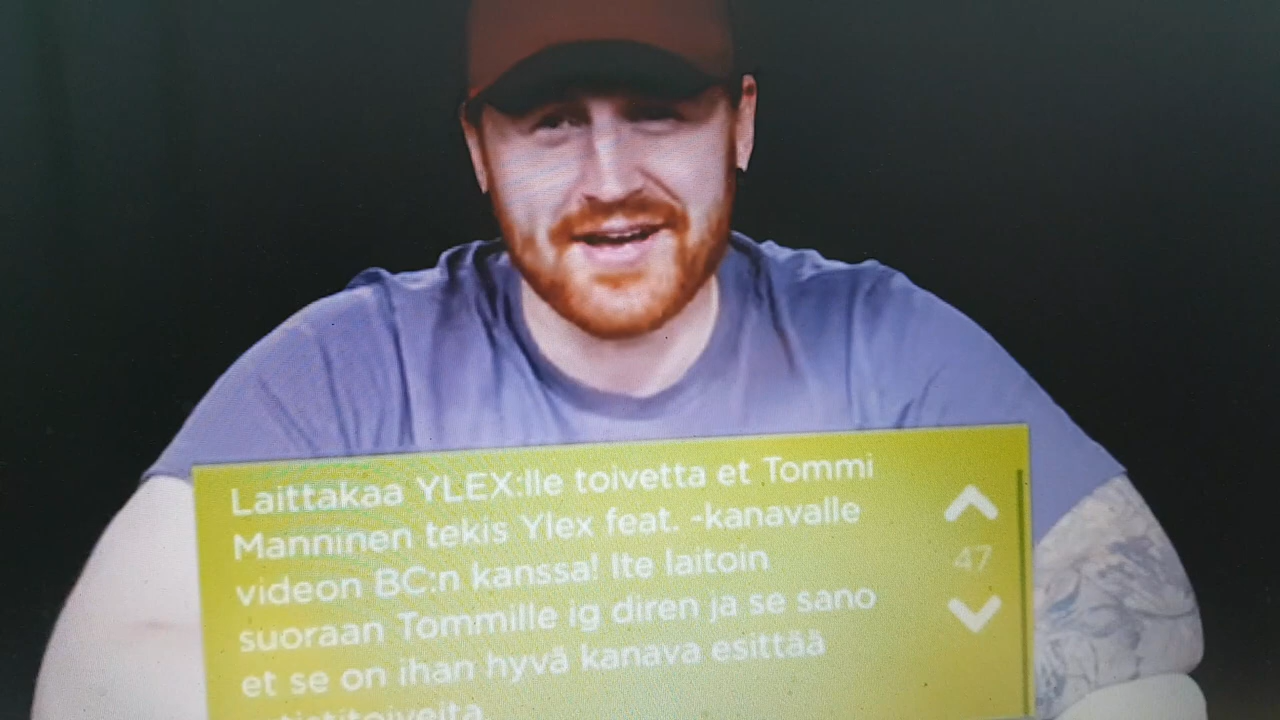 Laittakaa YLEX:lle toivetta et Tommi
Manninen tekis Ylex feat. -kanavalle
videon BC:n kanssa! Ite laitoin
suoraan Tommille ig diren ja se sano
et se on ihan hyvä kanava esittää
47